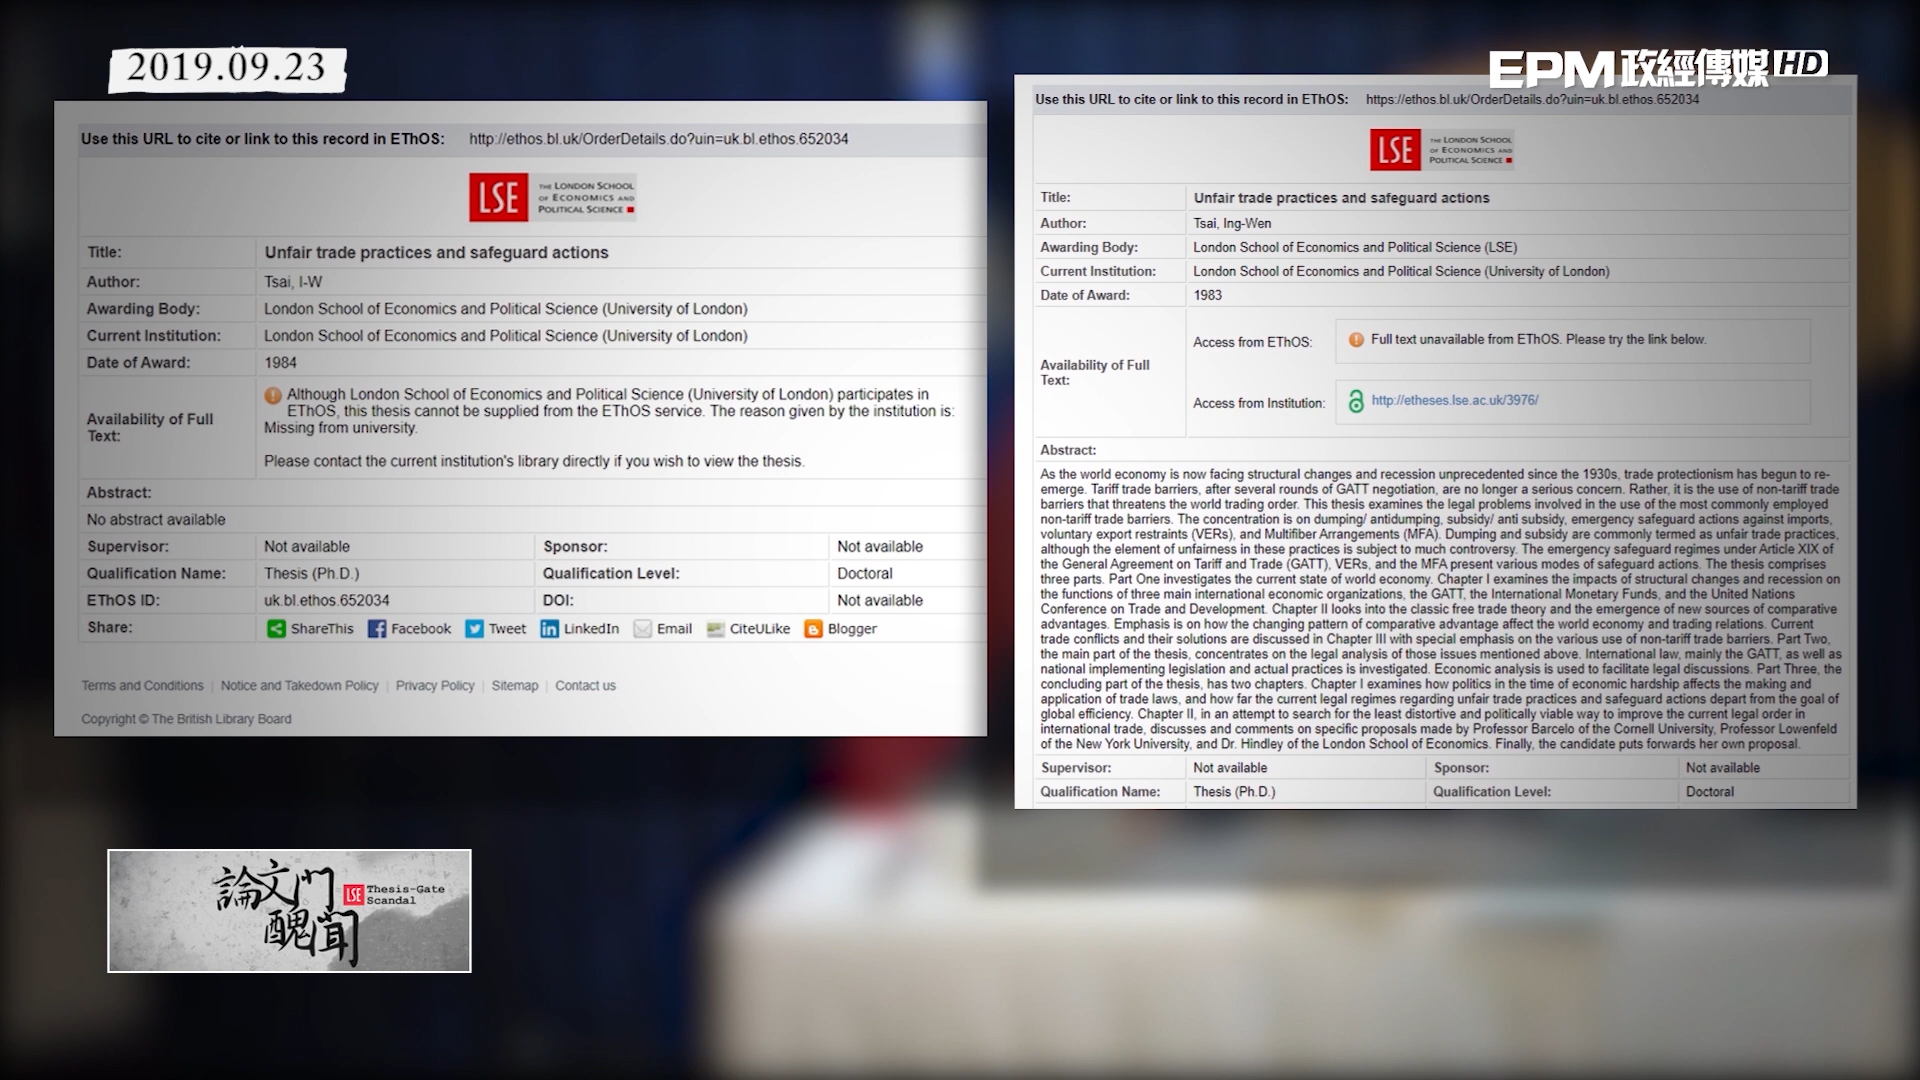 2019.09.23
EPM政經傳媒HD
Use this URL to cite or link to this record in EThOS: http://ethos.bl.uk/OrderDetails.do?uin=uk.bl.ethos.652034
LSE THE LONDON SCHOOL
OF ECONOMICS AND
POLITICAL SCIENCE
Title: Unfair trade practices and safeguard actions
Author: Tsai, I-W
Awarding Body: London School of Economics and Political Science (University of London)
Current Institution: London School of Economics and Political Science (University of London)
Date of Award: 1984
Availability of Full
Text:
Although London School of Economics and Political Science (University of London) participates in
EThOS, this thesis cannot be supplied from the EThOS service. The reason given by the institution is:
Missing from university.
Please contact the current institution's library directly if you wish to view the thesis.
Abstract:
No abstract available
Supervisor: Not available Sponsor: Not available
Qualification Name: Thesis (Ph.D.) Qualification Level: Doctoral
EThOS ID: uk.bl.ethos.652034 DOI: Not available
Share: ShareThis Facebook Tweet LinkedIn Email CiteULike Blogger
Terms and Conditions | Notice and Takedown Policy | Privacy Policy | Sitemap | Contact us
Copyright © The British Library Board
Use this URL to cite or link to this record in EThOS: https://ethos.bl.uk/OrderDetails.do?uin=uk.bl.ethos.652034
LSE THE LONDON SCHOOL
OF ECONOMICS AND
POLITICAL SCIENCE
Title: Unfair trade practices and safeguard actions
Author: Tsai, Ing-Wen
Awarding Body: London School of Economics and Political Science (LSE)
Current Institution: London School of Economics and Political Science (University of London)
Date of Award: 1983
Availability of Full
Text:
Access from EThOS: Full text unavailable from EThOS. Please try the link below.
Access from Institution: http://etheses.lse.ac.uk/3976/
Abstract:
As the world economy is now facing structural changes and recession unprecedented since the 1930s, trade protectionism has begun to re-
emerge. Tariff trade barriers, after several rounds of GATT negotiation, are no longer a serious concern. Rather, it is the use of non-tariff trade
barriers that threatens the world trading order. This thesis examines the legal problems involved in the use of the most commonly employed
non-tariff trade barriers. The concentration is on dumping/ antidumping, subsidy/ anti subsidy, emergency safeguard actions against imports,
voluntary export restraints (VERs), and Multifiber Arrangements (MFA). Dumping and subsidy are commonly termed as unfair trade practices,
although the element of unfairness in these practices is subject to much controversy. The emergency safeguard regimes under Article XIX of
the General Agreement on Tariff and Trade (GATT), VERs, and the MFA present various modes of safeguard actions. The thesis comprises
three parts. Part One investigates the current state of world economy. Chapter I examines the impacts of structural changes and recession on
the functions of three main international economic organizations, the GATT, the International Monetary Funds, and the United Nations
Conference on Trade and Development. Chapter II looks into the classic free trade theory and the emergence of new sources of comparative
advantages. Emphasis is on how the changing pattern of comparative advantage affect the world economy and trading relations. Current
trade conflicts and their solutions are discussed in Chapter III with special emphasis on the various use of non-tariff trade barriers. Part Two,
the main part of the thesis, concentrates on the legal analysis of those issues mentioned above. International law, mainly the GATT, as well as
national implementing legislation and actual practices is investigated. Economic analysis is used to facilitate legal discussions. Part Three, the
concluding part of the thesis, has two chapters. Chapter I examines how politics in the time of economic hardship affects the making and
application of trade laws, and how far the current legal regimes regarding unfair trade practices and safeguard actions depart from the goal of
global efficiency. Chapter II, in an attempt to search for the least distortive and politically viable way to improve the current legal order in
international trade, discusses and comments on specific proposals made by Professor Barcelo of the Cornell University, Professor Lowenfeld
of the New York University, and Dr. Hindley of the London School of Economics. Finally, the candidate puts forwards her own proposal.
Supervisor: Not available Sponsor: Not available
Qualification Name: Thesis (Ph.D.) Qualification Level: Doctoral
論文門
醜聞
LSE Thesis-Gate
Scandal